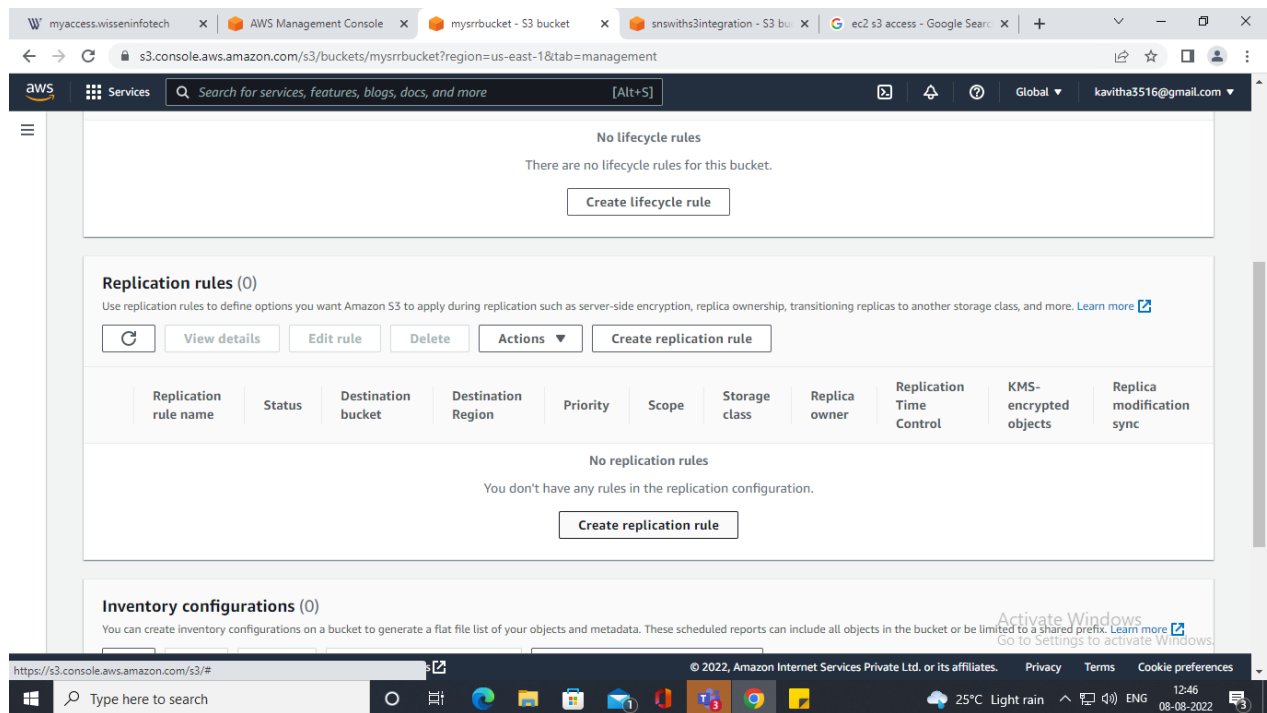 myaccess.wisseninfotech
AWS Management Console
mysrrbucket - S3 bucket
snswiths3integration - S3 bu
ec2 s3 access - Google Searc
s3.console.aws.amazon.com/s3/buckets/mysrrbucket?region=us-east-1&tab=management
aws
Services
Search for services, features, blogs, docs, and more [Alt+S]
Global
kavitha3516@gmail.com
No lifecycle rules
There are no lifecycle rules for this bucket.
Create lifecycle rule
Replication rules (0)
Use replication rules to define options you want Amazon S3 to apply during replication such as server-side encryption, replica ownership, transitioning replicas to another storage class, and more. Learn more
View details
Edit rule
Delete
Actions
Create replication rule
Replication
rule name
Status
Destination
bucket
Destination
Region
Priority
Scope
Storage
class
Replica
owner
Replication
Time
Control
KMS-
encrypted
objects
Replica
modification
sync
No replication rules
You don't have any rules in the replication configuration.
Create replication rule
Inventory configurations (0)
You can create inventory configurations on a bucket to generate a flat file list of your objects and metadata. These scheduled reports can include all objects in the bucket or be limited to a shared prefix. Learn more
Activate Windows
Go to Settings to activate Windows.
https://s3.console.aws.amazon.com/s3/#
s
© 2022, Amazon Internet Services Private Ltd. or its affiliates.
Privacy
Terms
Cookie preferences
Type here to search
1
3
25°C Light rain
ENG
12:46
08-08-2022
3